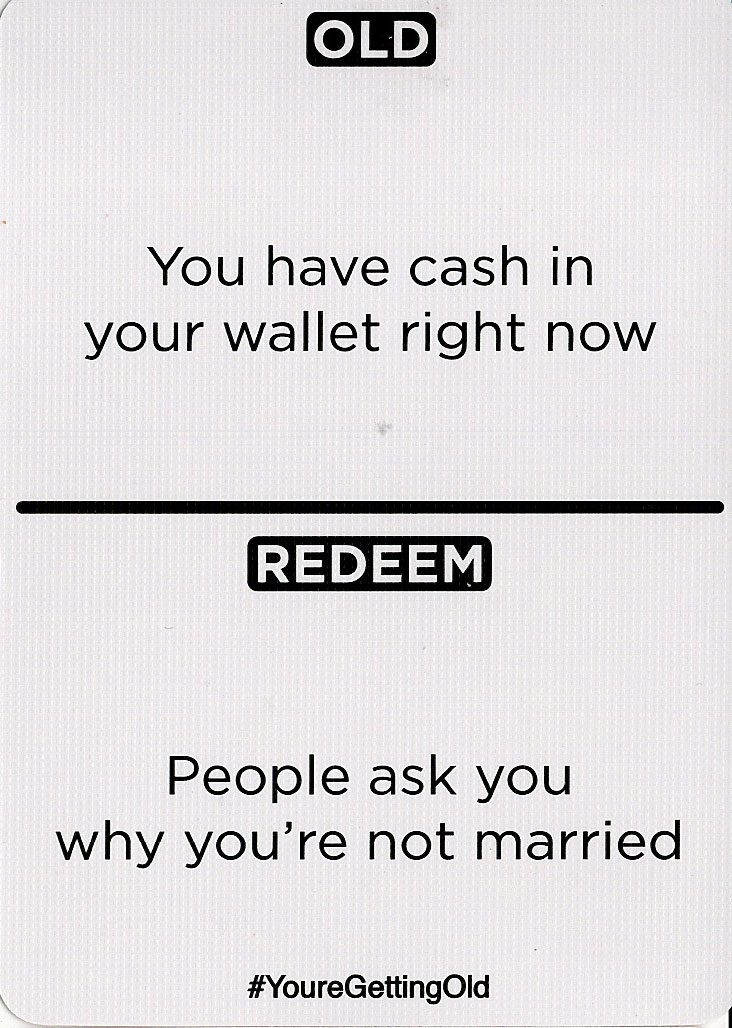 OLD
You have cash in
your wallet right now
REDEEM
People ask you
why you're not married
#YoureGettingOld